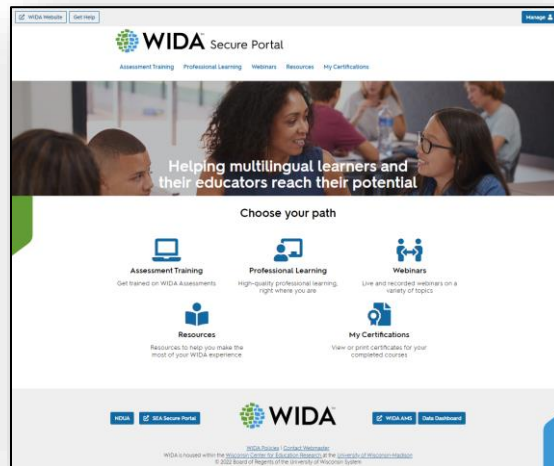 WIDA Website Get Help Manage
WIDA Secure Portal
Assessment Training Professional Learning Webinars Resources My Certifications
Helping multilingual learners and
their educators reach their potential
Choose your path
Assessment Training
Get trained on WIDA Assessments
Professional Learning
High-quality professional learning,
right where you are
Webinars
Live and recorded webinars on a
variety of topics
Resources
Resources to help you make the
most of your WIDA experience
My Certifications
View or print certificates for your
completed courses
NDUA SEA Secure Portal WIDA WIDA AMS Data Dashboard
WIDA Policies | Contact Webmaster
WIDA is housed within the Wisconsin Center for Education Research at the University of Wisconsin-Madison
© 2022 Board of Regents of the University of Wisconsin System